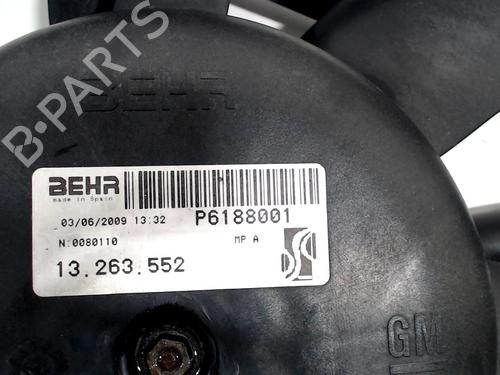 BEHR
BEHR
made in Spain
03/06/2009 13:32 P6188001
N:0080110 MP A
13.263.552
GM
B-PARTS